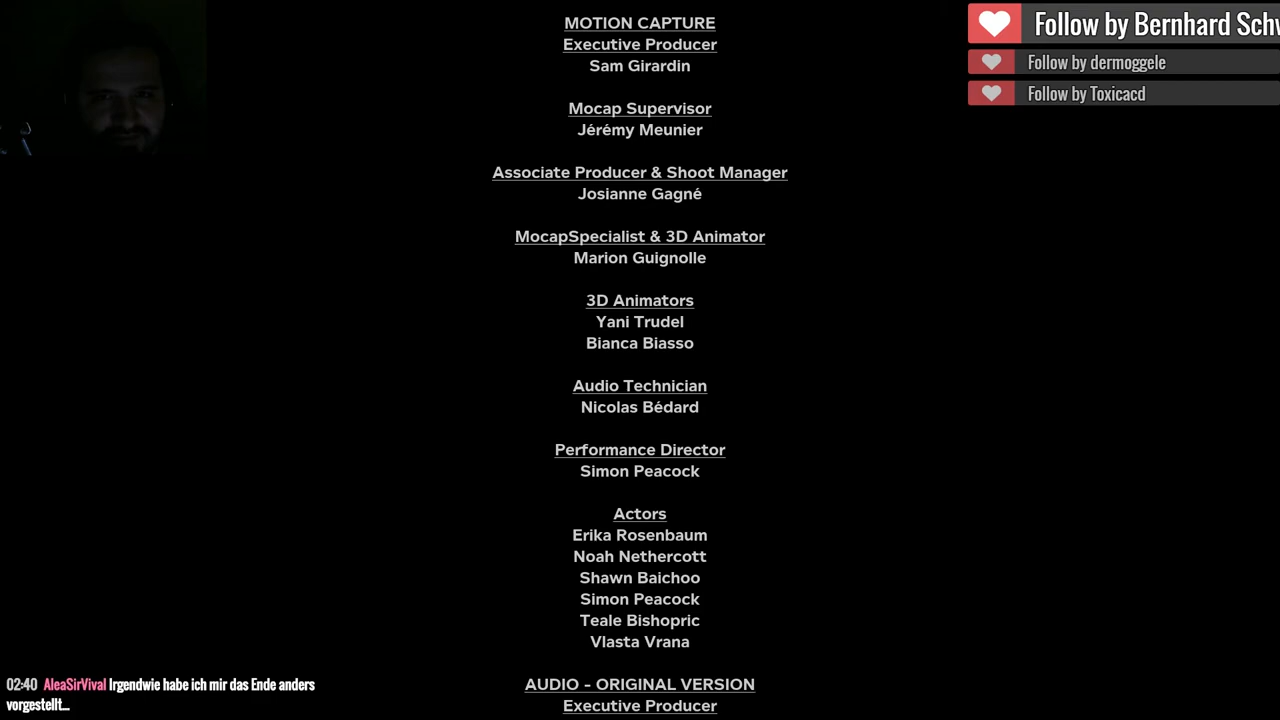 MOTION CAPTURE
Executive Producer
Sam Girardin
Mocap Supervisor
Jérémy Meunier
Associate Producer & Shoot Manager
Josianne Gagné
MocapSpecialist & 3D Animator
Marion Guignolle
3D Animators
Yani Trudel
Bianca Biasso
Audio Technician
Nicolas Bédard
Performance Director
Simon Peacock
Actors
Erika Rosenbaum
Noah Nethercott
Shawn Baichoo
Simon Peacock
Teale Bishopric
Vlasta Vrana
AUDIO - ORIGINAL VERSION
Executive Producer
Follow by Bernhard
Follow by dermoggele
Follow by Toxicacd
02:40 AleaSirVival Irgendwie habe ich mir das Ende anders
vorgestellt...